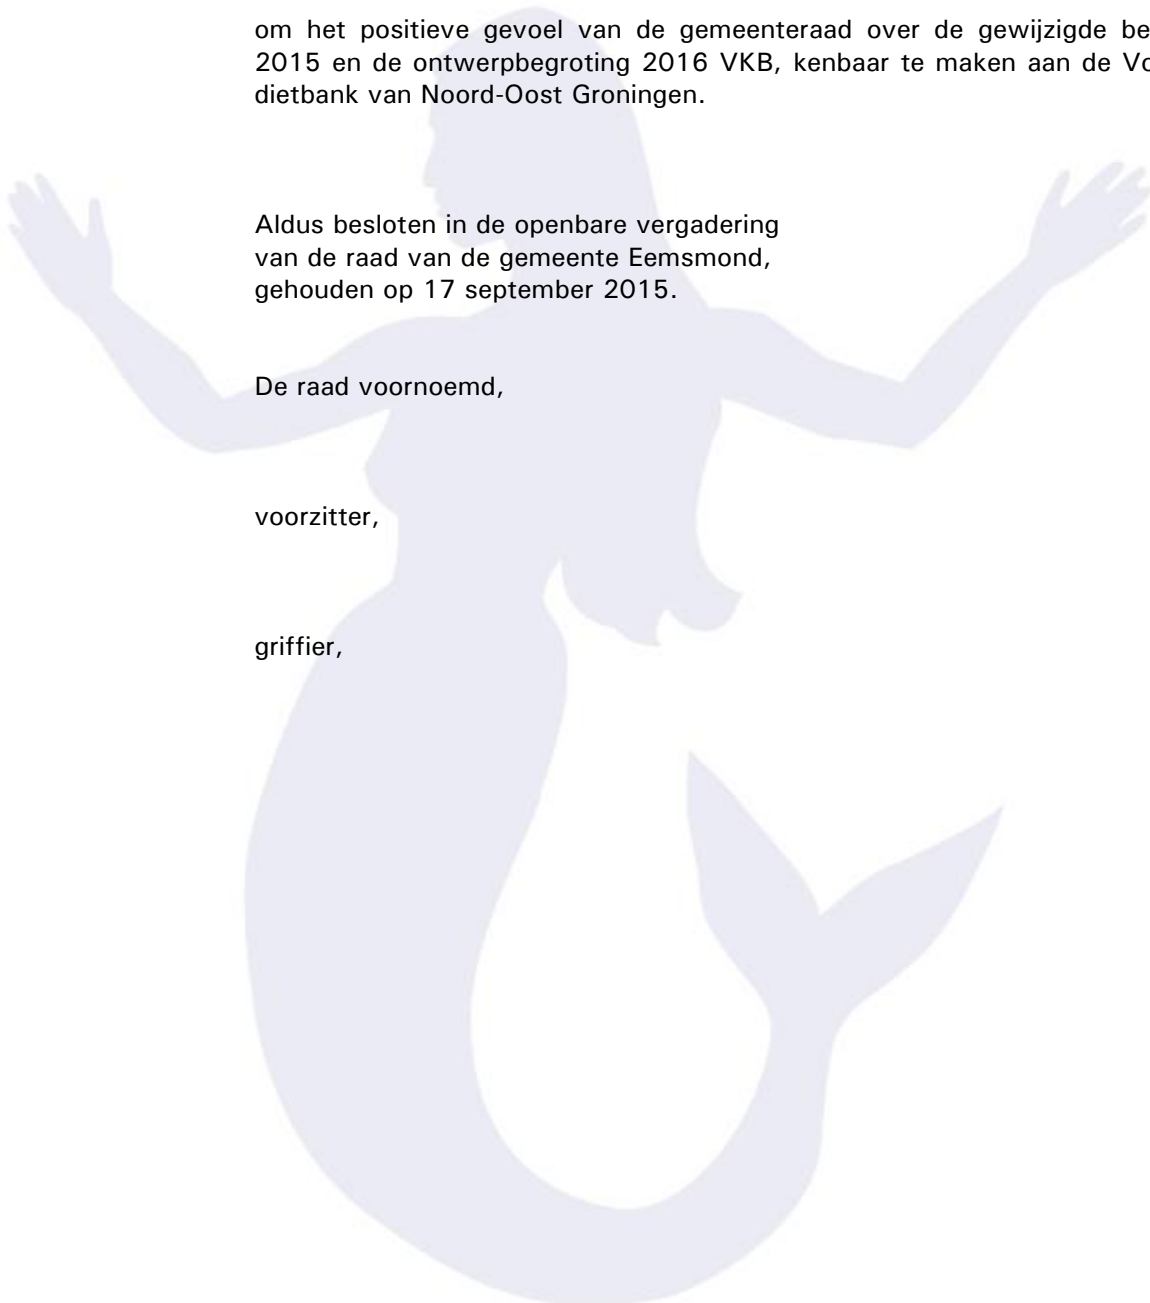 om het positieve gevoel van de gemeenteraad over de gewijzigde be
2015 en de ontwerpbegroting 2016 VKB, kenbaar te maken aan de Vo
dietbank van Noord-Oost Groningen.
Aldus besloten in de openbare vergadering
van de raad van de gemeente Eemsmond,
gehouden op 17 september 2015.
De raad voornoemd,
voorzitter,
griffier,